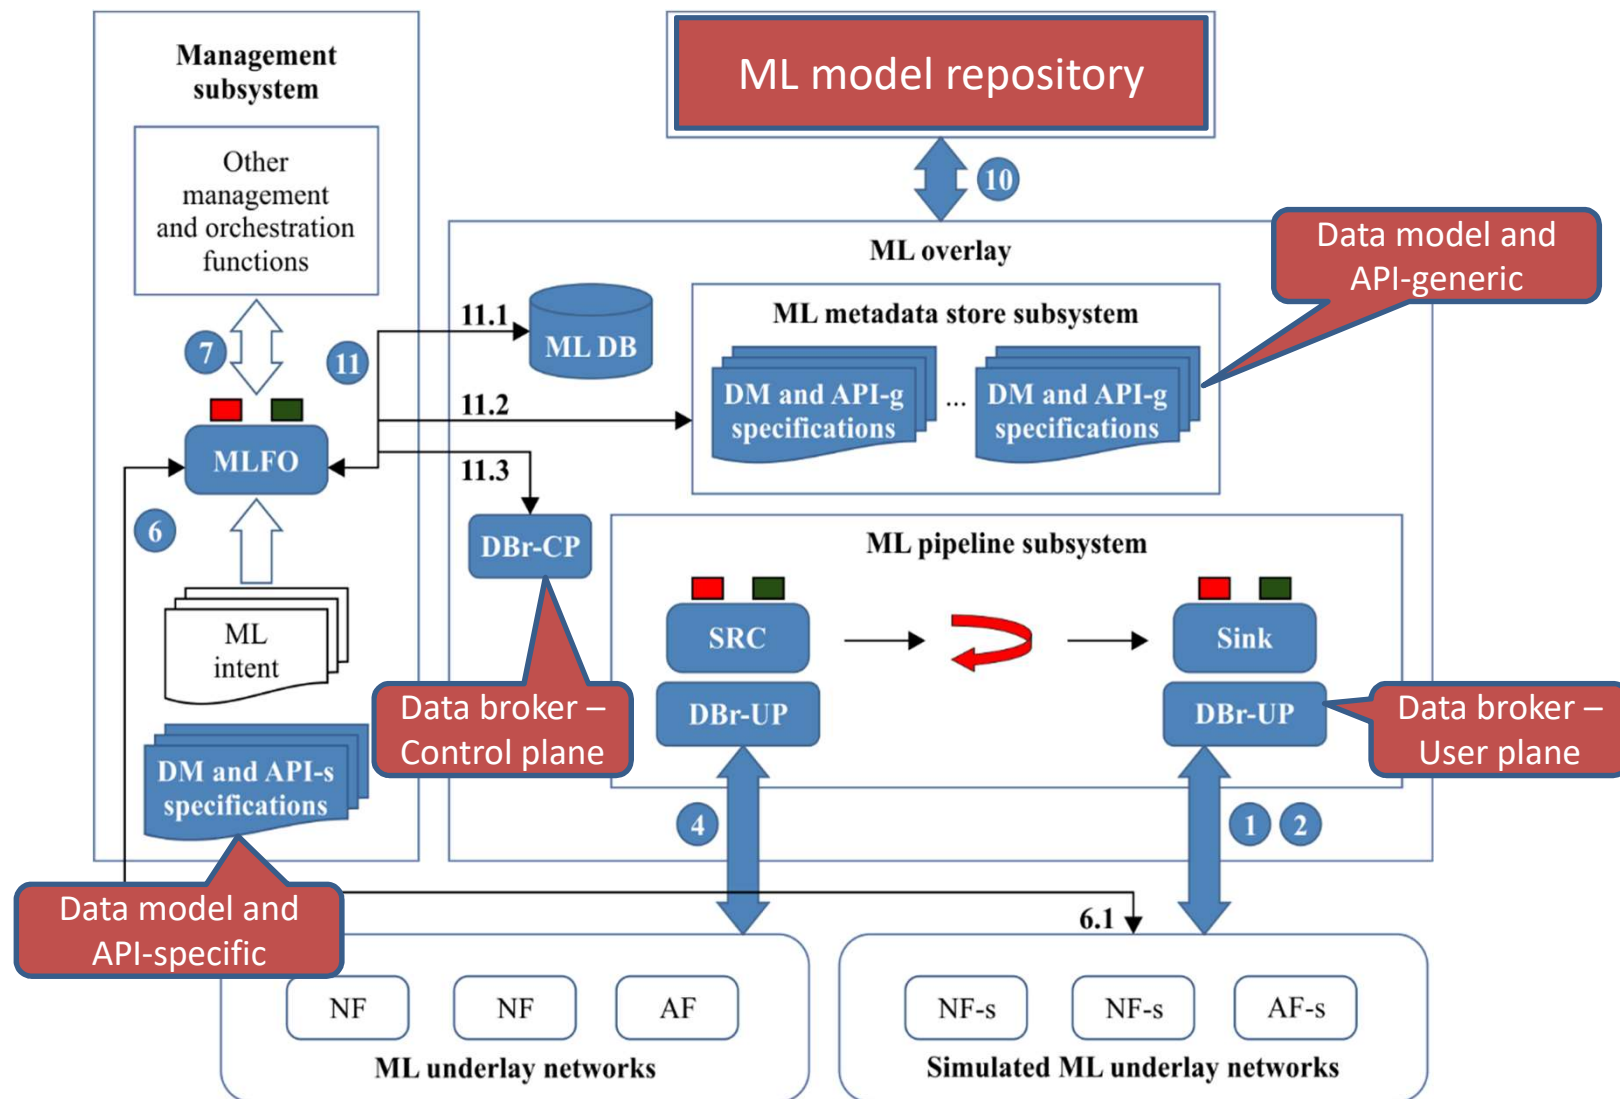 Management
subsystem
Other
management
and orchestration
functions
7
11
MLFO
6
ML
intent
DM and API-s
specifications
Data model and
API-specific
ML model repository
10
ML overlay
Data model and
API-generic
11.1
ML DB
ML metadata store subsystem
DM and API-g
specifications
...
DM and API-g
specifications
11.2
11.3
DBr-CP
Data broker –
Control plane
ML pipeline subsystem
SRC
DBr-UP
Sink
DBr-UP
Data broker –
User plane
4
1
2
6.1
NF
NF
AF
ML underlay networks
NF-s
NF-s
AF-s
Simulated ML underlay networks